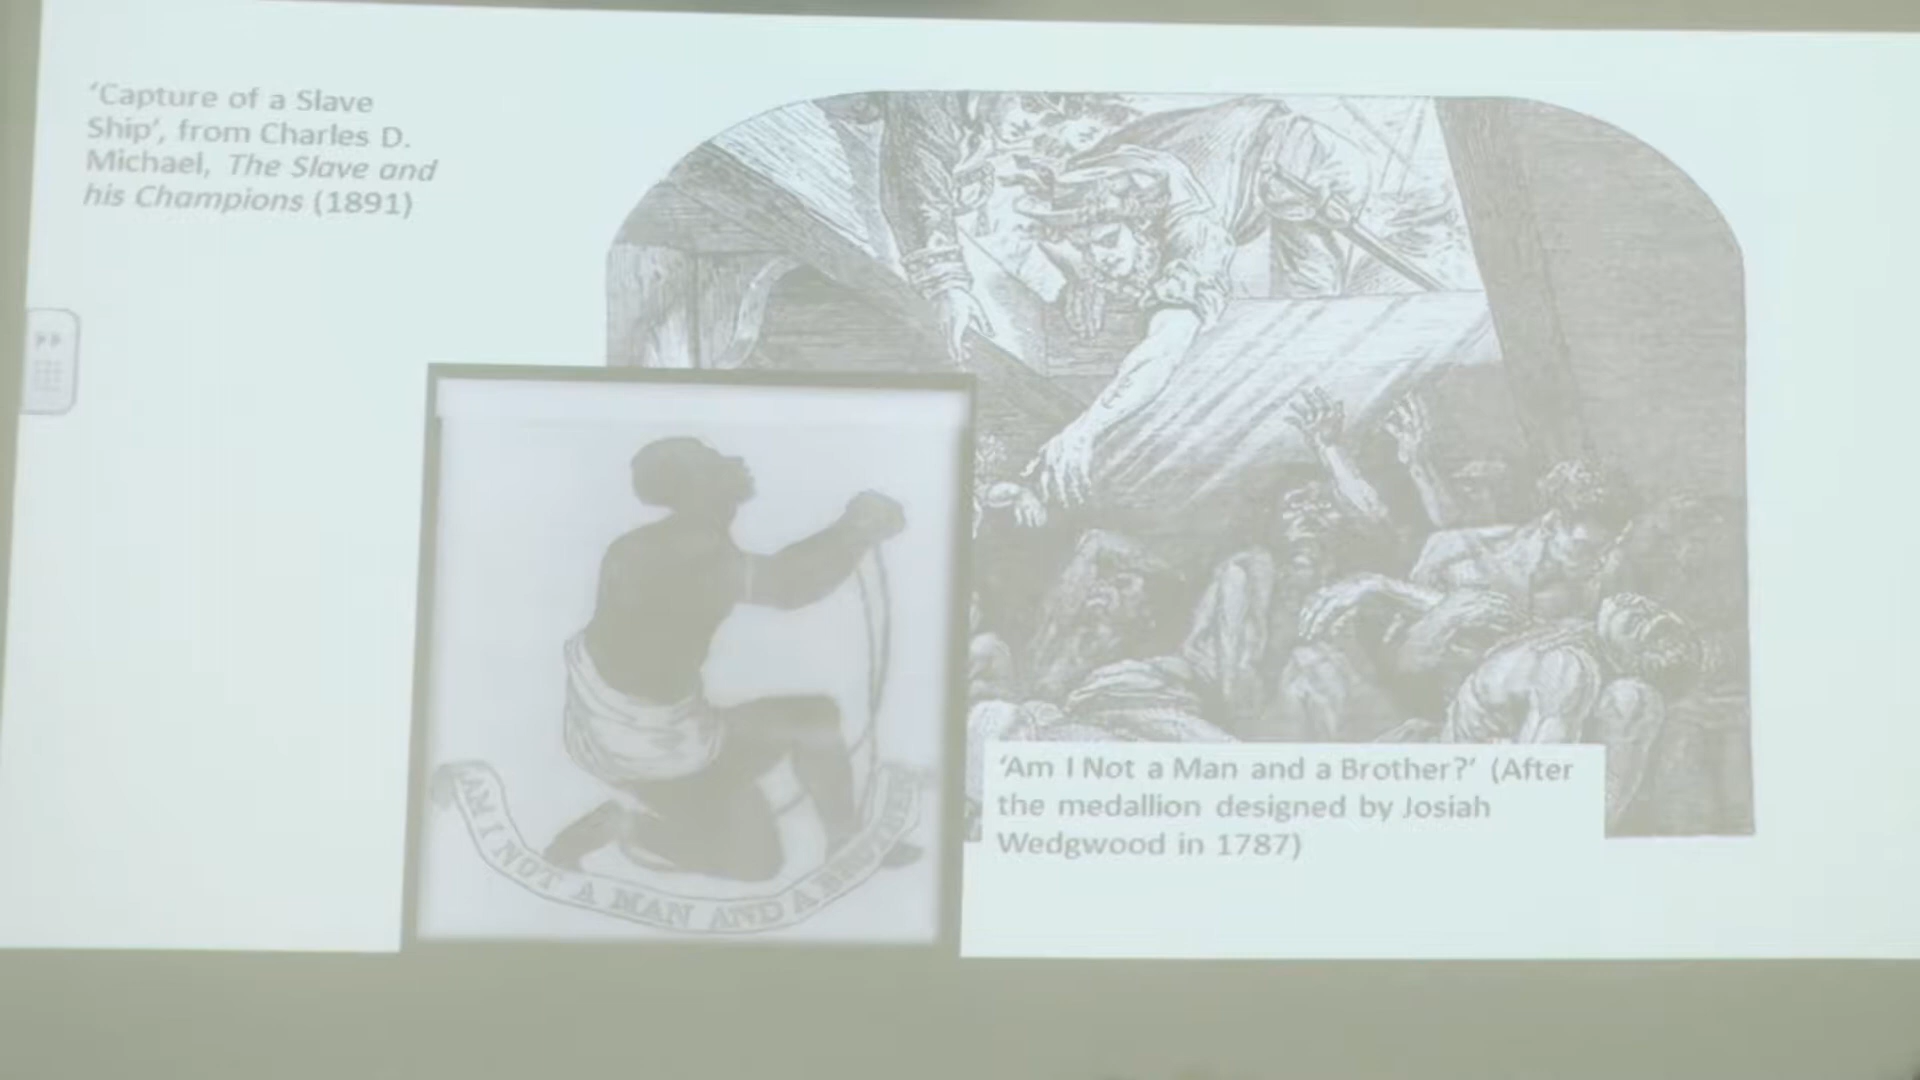 ‘Capture of a Slave
Ship’, from Charles D.
Michael, The Slave and
his Champions (1891)
AM I NOT A MAN AND A BROTHER
‘Am I Not a Man and a Brother?’ (After
the medallion designed by Josiah
Wedgwood in 1787)